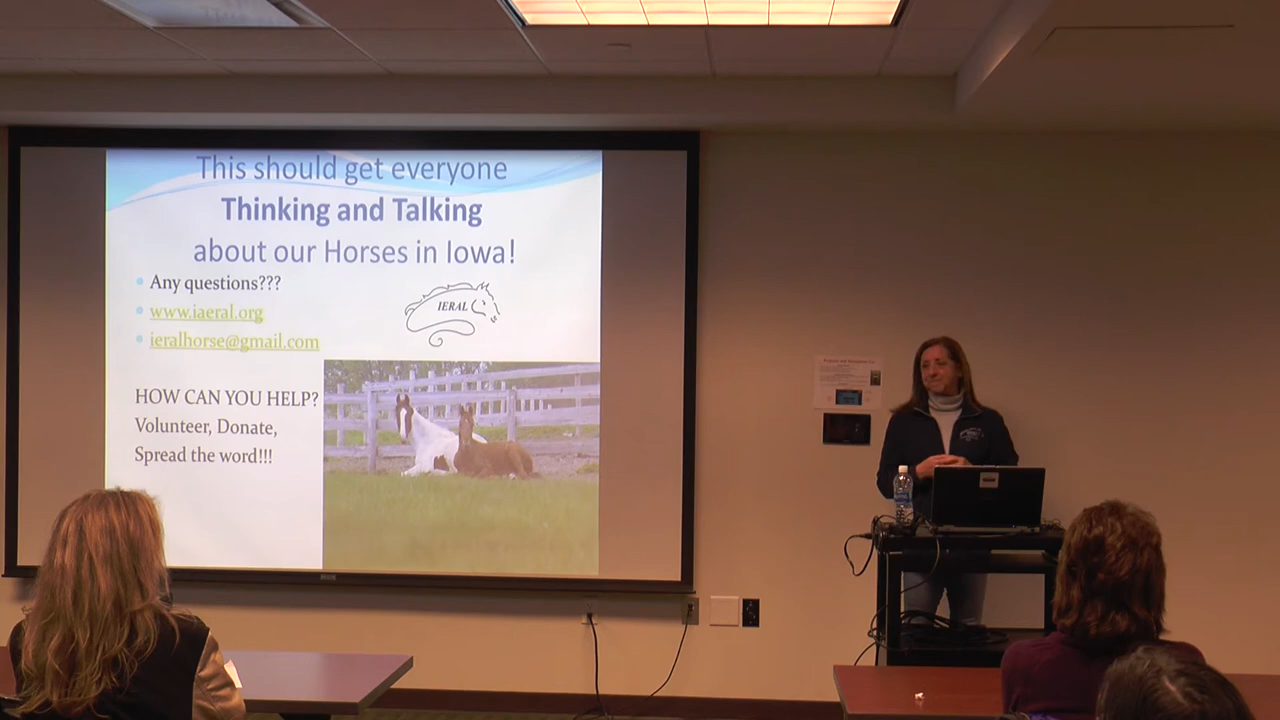 This should get everyone
Thinking and Talking
about our Horses in Iowa!
Any questions???
www.iaeral.org
ieralhorse@gmail.com
IERAL
HOW CAN YOU HELP?
Volunteer, Donate,
Spread the word!!!